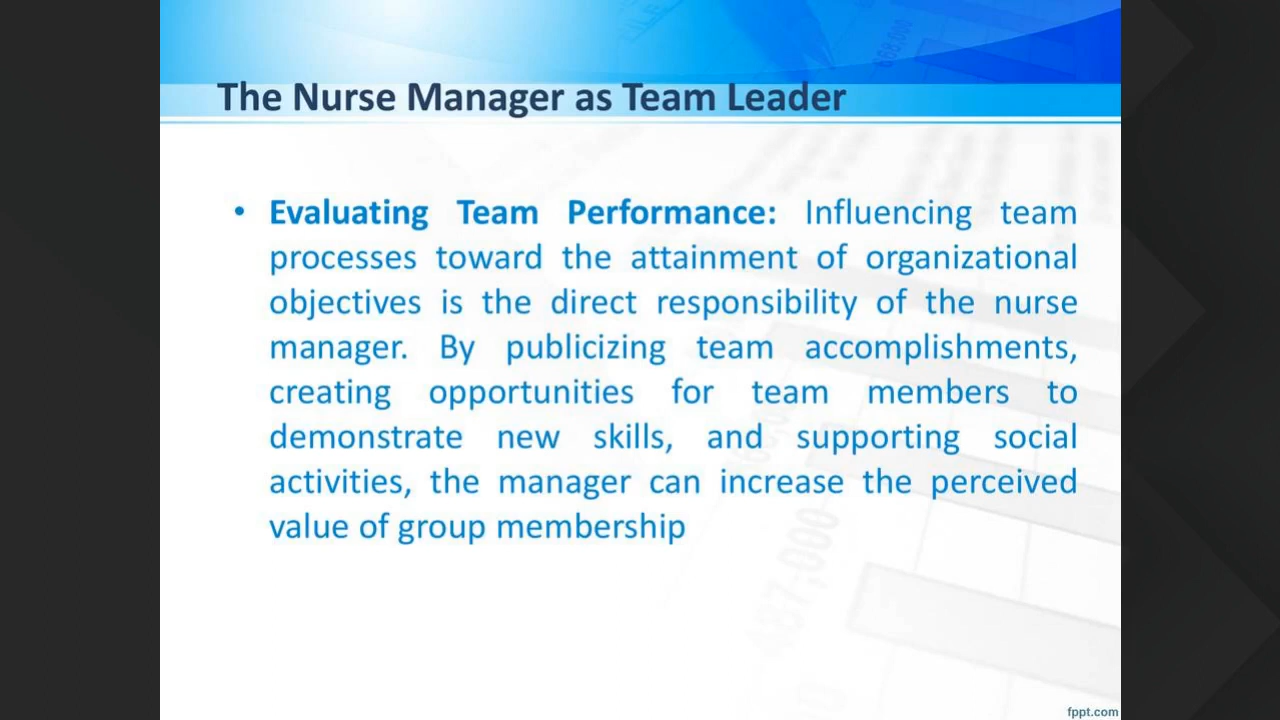 The Nurse Manager as Team Leader
• Evaluating Team Performance: Influencing team
processes toward the attainment of organizational
objectives is the direct responsibility of the nurse
manager. By publicizing team accomplishments,
creating opportunities for team members to
demonstrate new skills, and supporting social
activities, the manager can increase the perceived
value of group membership
fppt.com